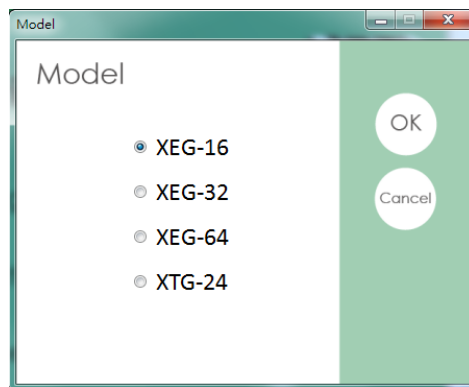 Model
Model
XEG-16
XEG-32
XEG-64
XTG-24
OK
Cancel